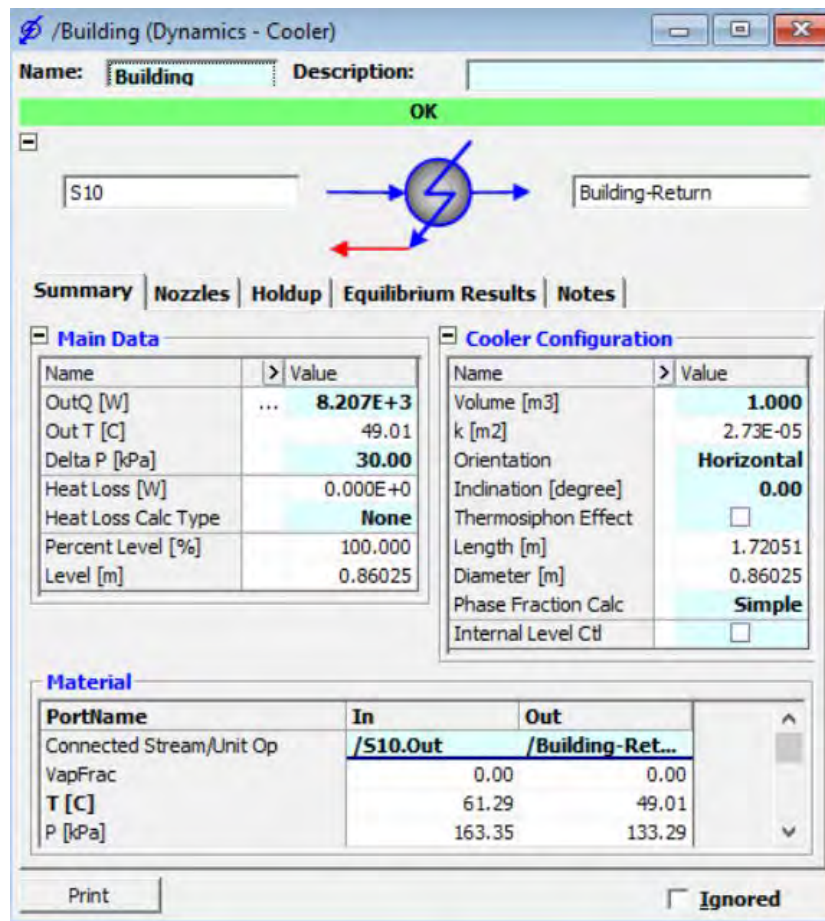 /Building (Dynamics - Cooler)
Name: Building Description:
OK
S10 Building-Return
Summary Nozzles Holdup Equilibrium Results Notes
Main Data
Name > Value
OutQ [W] ... 8.207E+3
Out T [C] 49.01
Delta P [kPa] 30.00
Heat Loss [W] 0.000E+0
Heat Loss Calc Type None
Percent Level [%] 100.000
Level [m] 0.86025
Cooler Configuration
Name > Value
Volume [m3] 1.000
k [m2] 2.73E-05
Orientation Horizontal
Inclination [degree] 0.00
Thermosiphon Effect
Length [m] 1.72051
Diameter [m] 0.86025
Phase Fraction Calc Simple
Internal Level Ctl
Material
PortName In Out
Connected Stream/Unit Op /S10.Out /Building-Ret...
VapFrac 0.00 0.00
T [C] 61.29 49.01
P [kPa] 163.35 133.29
Print Ignored